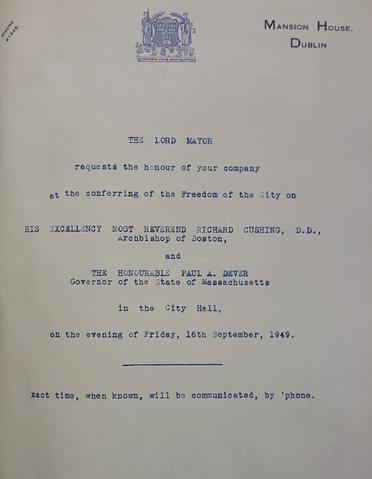 MANSION HOUSE,
DUBLIN
THE LORD MAYOR
requests the honour of your company
at the conferring of the Freedom of the City on
HIS EXCELLENCY MOST REVEREND RICHARD CUSHING, D.D.,
Archbishop of Boston,
and
THE HONOURABLE PAUL A. DEVER
Governor of the State of Massachusetts
in the City Hall,
on the evening of Friday, 16th September, 1949.
xact time, when known, will be communicated, by 'phone.